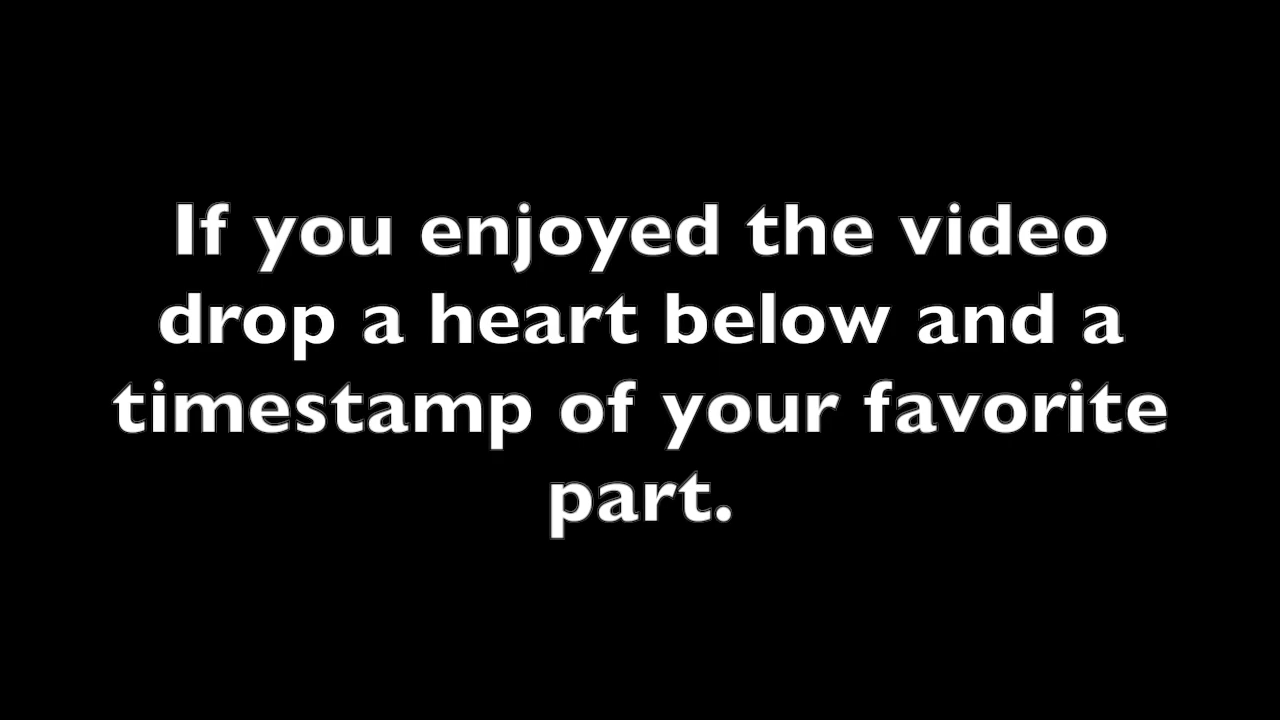 If you enjoyed the video
drop a heart below and a
timestamp of your favorite
part.